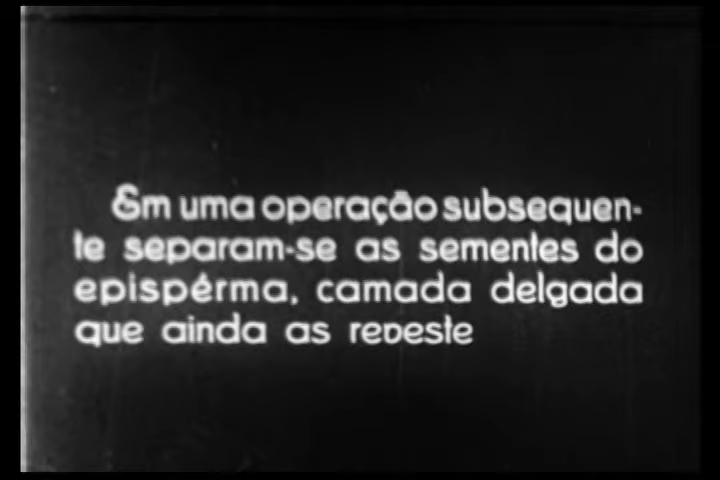 Em uma operação subsequen-
te separam-se as sementes do
epispérma, camada delgada
que ainda as reveste